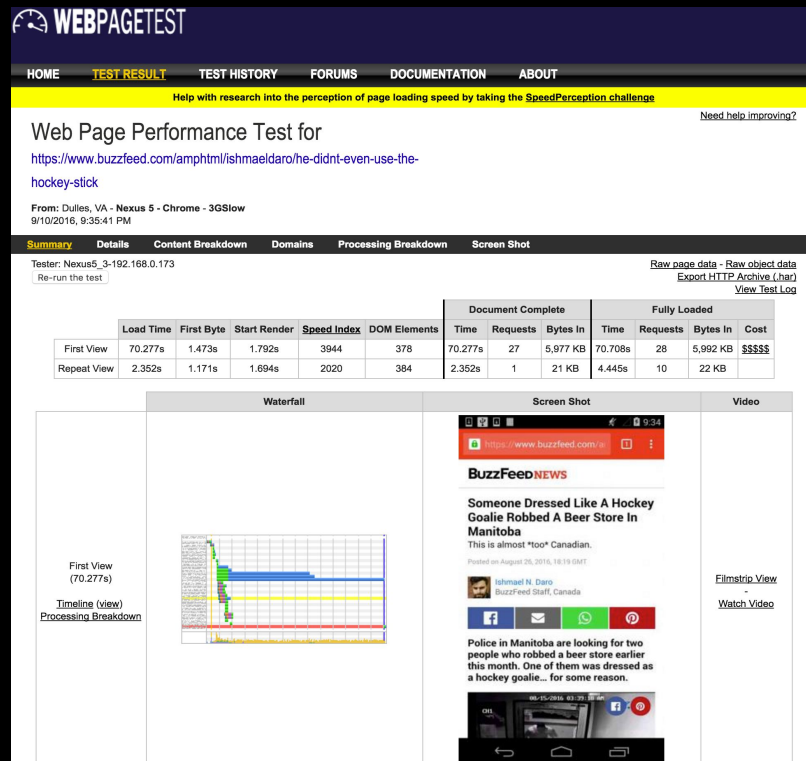 WEBPAGETEST
HOME TEST RESULT TEST HISTORY FORUMS DOCUMENTATION ABOUT
Help with research into the perception of page loading speed by taking the SpeedPerception challenge
Need help improving?
Web Page Performance Test for
https://www.buzzfeed.com/amphtml/ishmaeldaro/he-didnt-even-use-the-
hockey-stick
From: Dulles, VA - Nexus 5 - Chrome - 3GSlow
9/10/2016, 9:35:41 PM
Summary Details Content Breakdown Domains Processing Breakdown Screen Shot
Tester: Nexus5_3-192.168.0.173
Re-run the test
Raw page data - Raw object data
Export HTTP Archive (.har)
View Test Log
Document Complete Fully Loaded
Load Time First Byte Start Render Speed Index DOM Elements Time Requests Bytes In Time Requests Bytes In Cost
First View 70.277s 1.473s 1.792s 3944 378 70.277s 27 5,977 KB 70.708s 28 5,992 KB $$$$$
Repeat View 2.352s 1.171s 1.694s 2020 384 2.352s 1 21 KB 4.445s 10 22 KB
Waterfall Screen Shot Video
First View
(70.277s)
Timeline (view)
Processing Breakdown
9:34
https://www.buzzfeed.com/a
1
BUZZFEED NEWS
Someone Dressed Like A Hockey
Goalie Robbed A Beer Store In
Manitoba
This is almost *too* Canadian.
Posted on August 26, 2016, 18:19 GMT
Ishmael N. Daro
BuzzFeed Staff, Canada
Police in Manitoba are looking for two
people who robbed a beer store earlier
this month. One of them was dressed as
a hockey goalie... for some reason.
08/15/2016 03:39:18 AM
CH1
Filmstrip View
-
Watch Video